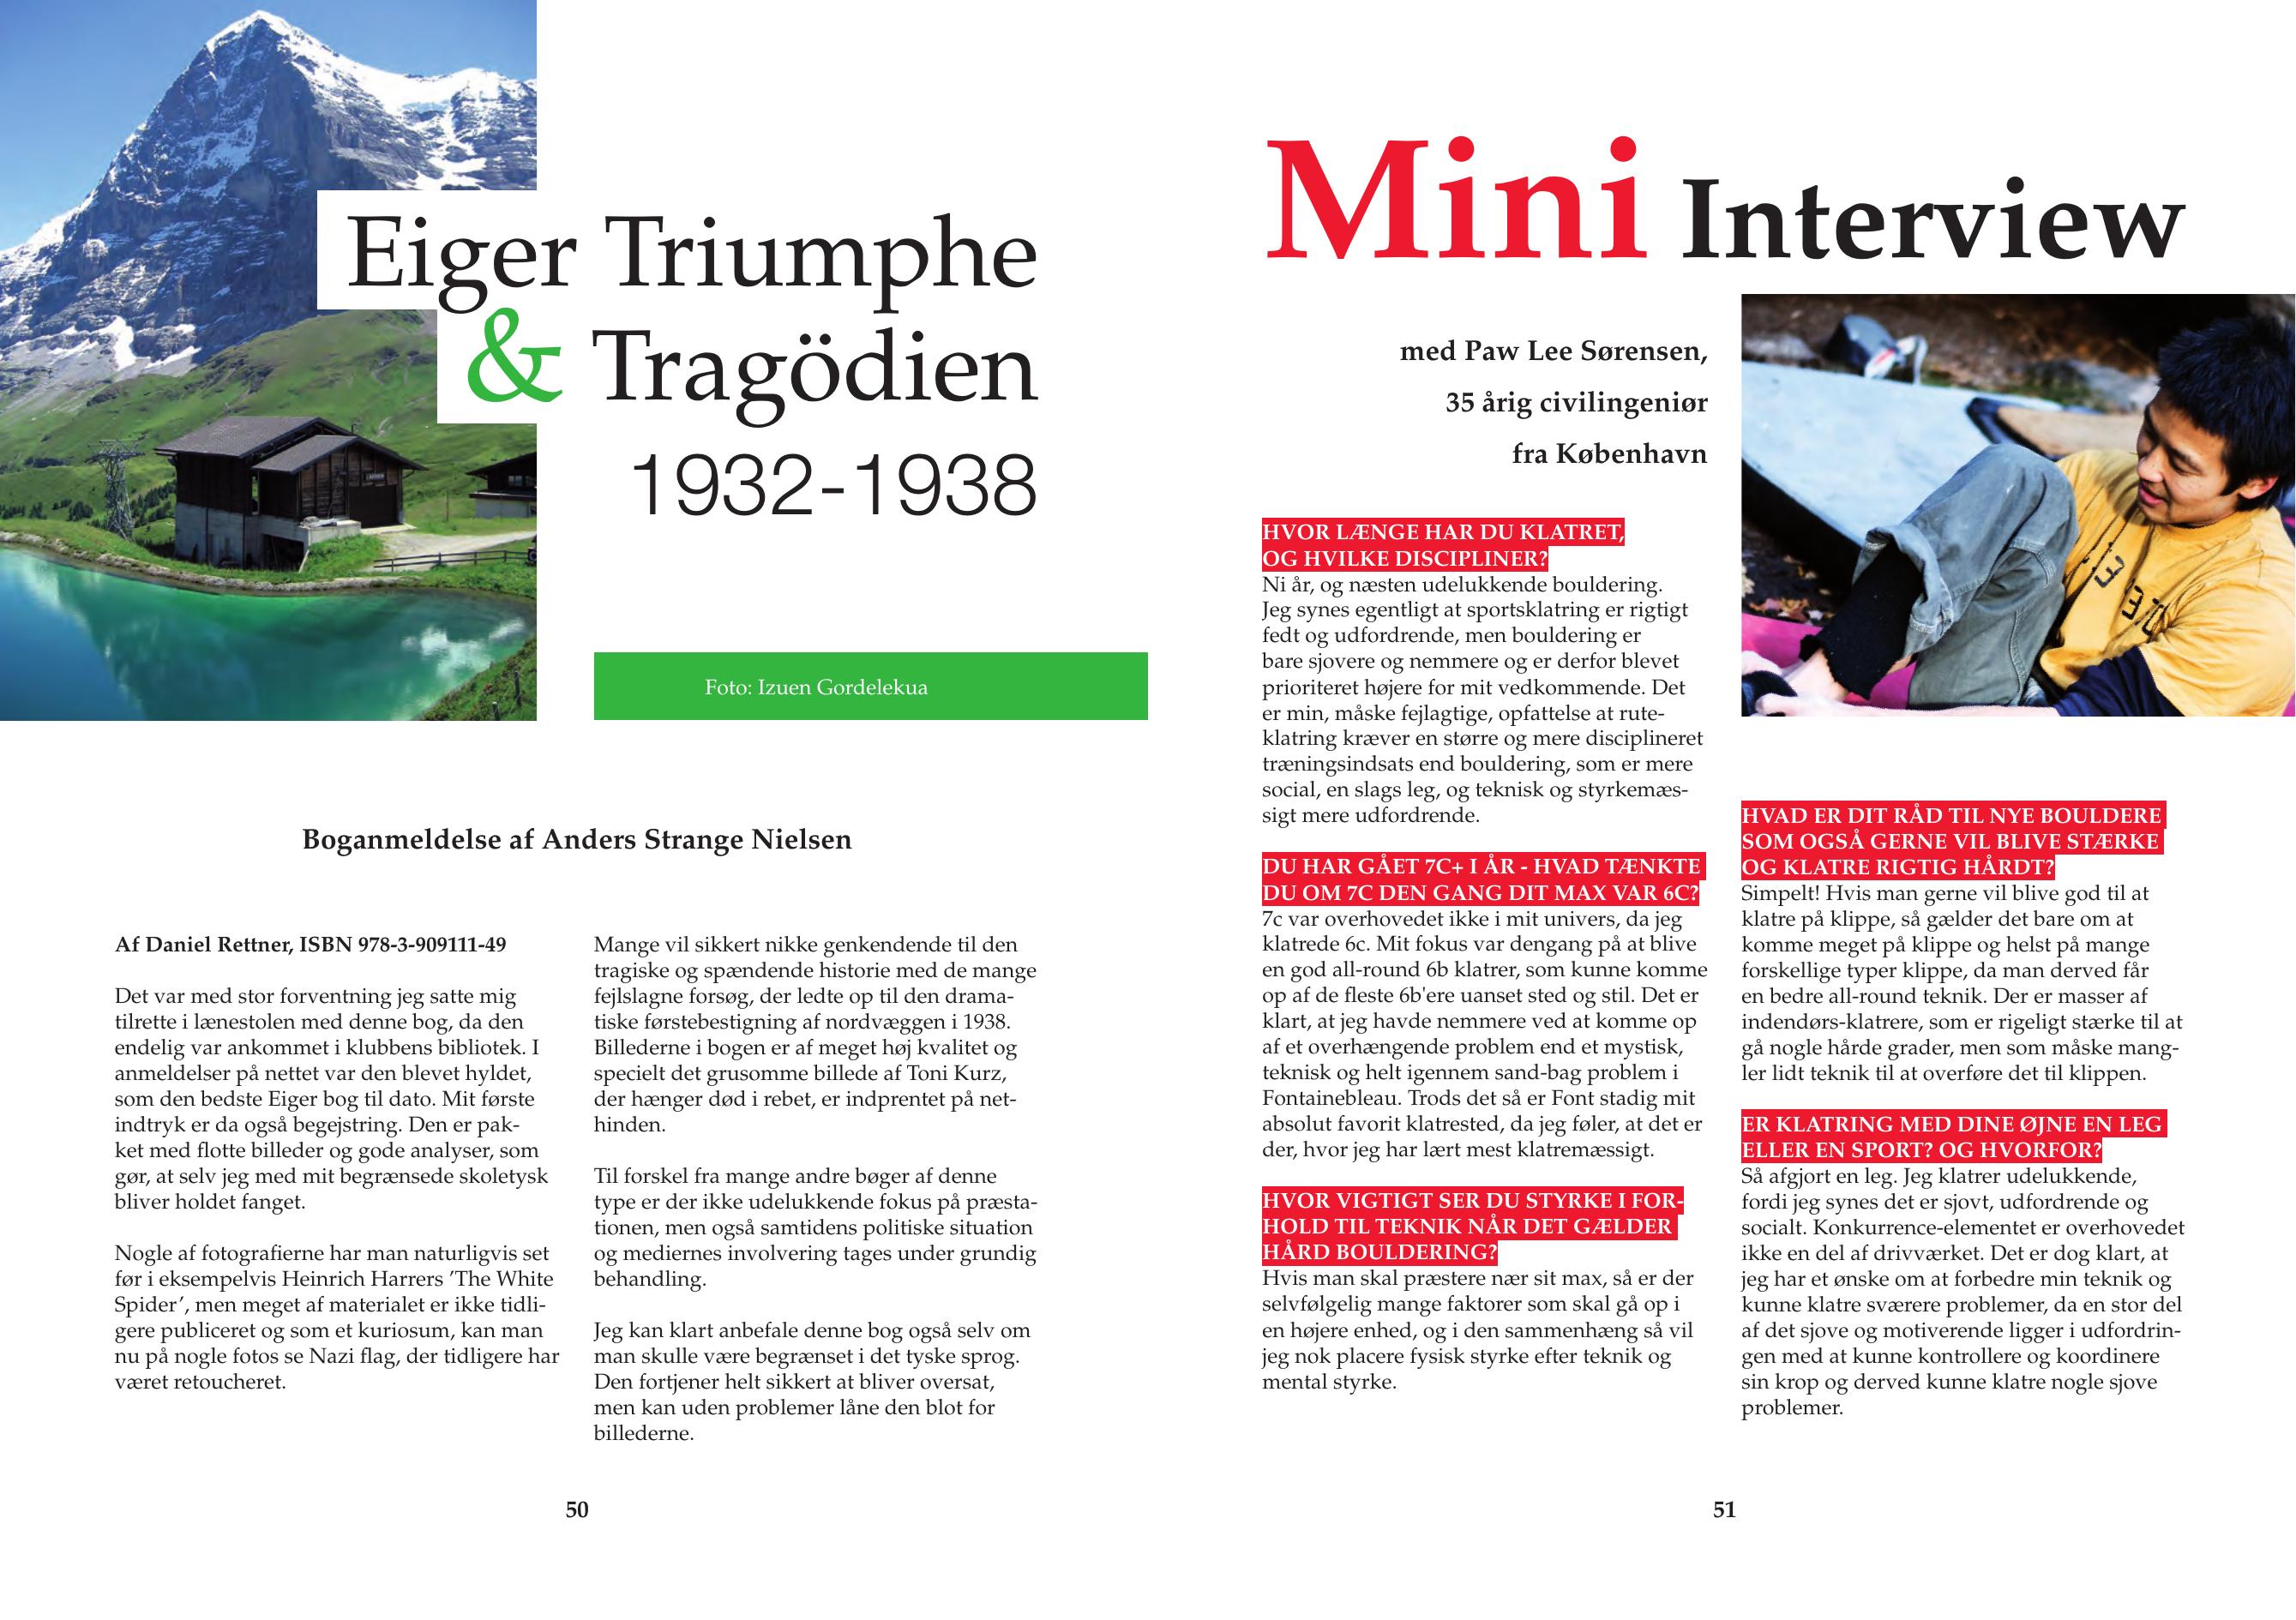 Eiger Triumphe
& Tragödien
1932-1938
Foto: Izuen Gordelekua
Boganmeldelse af Anders Strange Nielsen
Af Daniel Rettner, ISBN 978-3-909111-49
Det var med stor forventning jeg satte mig
tilrette i lænestolen med denne bog, da den
endelig var ankommet i klubbens bibliotek. I
anmeldelser på nettet var den blevet hyldet,
som den bedste Eiger bog til dato. Mit første
indtryk er da også begejstring. Den er pak-
ket med flotte billeder og gode analyser, som
gør, at selv jeg med mit begrænsede skoletysk
bliver holdet fanget.
Nogle af fotografierne har man naturligvis set
før i eksempelvis Heinrich Harrers ’The White
Spider’, men meget af materialet er ikke tidli-
gere publiceret og som et kuriosum, kan man
nu på nogle fotos se Nazi flag, der tidligere har
været retoucheret.
Mange vil sikkert nikke genkendende til den
tragiske og spændende historie med de mange
fejlslagne forsøg, der ledte op til den drama-
tiske førstebestigning af nordvæggen i 1938.
Billederne i bogen er af meget høj kvalitet og
specielt det grusomme billede af Toni Kurz,
der hænger død i rebet, er indprentet på net-
hinden.
Til forskel fra mange andre bøger af denne
type er der ikke udelukkende fokus på præsta-
tionen, men også samtidens politiske situation
og mediernes involvering tages under grundig
behandling.
Jeg kan klart anbefale denne bog også selv om
man skulle være begrænset i det tyske sprog.
Den fortjener helt sikkert at bliver oversat,
men kan uden problemer låne den blot for
billederne.
50
Mini Interview
med Paw Lee Sørensen,
35 årig civilingeniør
fra København
HVOR LÆNGE HAR DU KLATRET,
OG HVILKE DISCIPLINER?
Ni år, og næsten udelukkende bouldering.
Jeg synes egentligt at sportsklatring er rigtigt
fedt og udfordrende, men bouldering er
bare sjovere og nemmere og er derfor blevet
prioriteret højere for mit vedkommende. Det
er min, måske fejlagtige, opfattelse at rute-
klatring kræver en større og mere disciplineret
træningsindsats end bouldering, som er mere
social, en slags leg, og teknisk og styrkemæs-
sigt mere udfordrende.
DU HAR GÅET 7C+ I ÅR - HVAD TÆNKTE
DU OM 7C DEN GANG DIT MAX VAR 6C?
7c var overhovedet ikke i mit univers, da jeg
klatrede 6c. Mit fokus var dengang på at blive
en god all-round 6b klatrer, som kunne komme
op af de fleste 6b'ere uanset sted og stil. Det er
klart, at jeg havde nemmere ved at komme op
af et overhængende problem end et mystisk,
teknisk og helt igennem sand-bag problem i
Fontainebleau. Trods det så er Font stadig mit
absolut favorit klatrested, da jeg føler, at det er
der, hvor jeg har lært mest klatremæssigt.
HVOR VIGTIGT SER DU STYRKE I FOR-
HOLD TIL TEKNIK NÅR DET GÆLDER
HÅRD BOULDERING?
Hvis man skal præstere nær sit max, så er der
selvfølgelig mange faktorer som skal gå op i
en højere enhed, og i den sammenhæng så vil
jeg nok placere fysisk styrke efter teknik og
mental styrke.
HVAD ER DIT RÅD TIL NYE BOULDERE
SOM OGSÅ GERNE VIL BLIVE STÆRKE
OG KLATRE RIGTIG HÅRDT?
Simpelt! Hvis man gerne vil blive god til at
klatre på klippe, så gælder det bare om at
komme meget på klippe og helst på mange
forskellige typer klippe, da man derved får
en bedre all-round teknik. Der er masser af
indendørs-klatrere, som er rigeligt stærke til at
gå nogle hårde grader, men som måske mang-
ler lidt teknik til at overføre det til klippen.
ER KLATRING MED DINE ØJNE EN LEG
ELLER EN SPORT? OG HVORFOR?
Så afgjort en leg. Jeg klatrer udelukkende,
fordi jeg synes det er sjovt, udfordrende og
socialt. Konkurrence-elementet er overhovedet
ikke en del af drivværket. Det er dog klart, at
jeg har et ønske om at forbedre min teknik og
kunne klatre sværere problemer, da en stor del
af det sjove og motiverende ligger i udfordrin-
gen med at kunne kontrollere og koordinere
sin krop og derved kunne klatre nogle sjove
problemer.
51